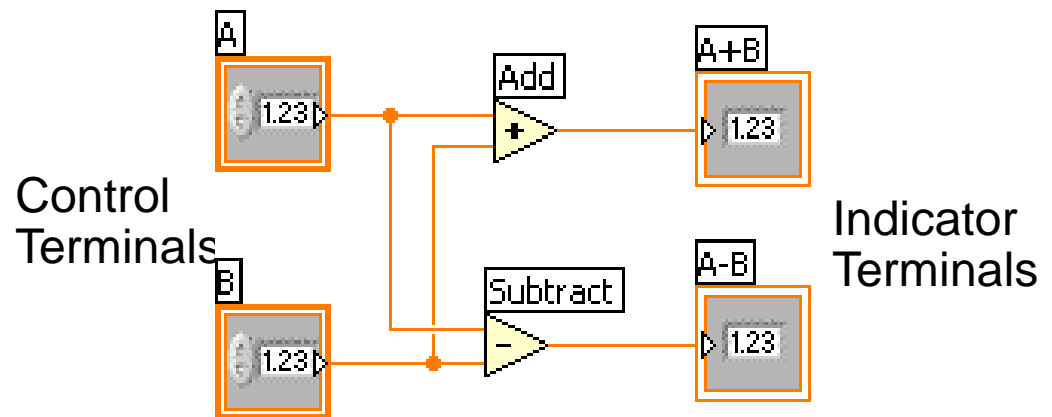 A
1.23
Add
+
A+B
1.23
Control
Terminals
Indicator
Terminals
B
1.23
Subtract
-
A-B
1.23